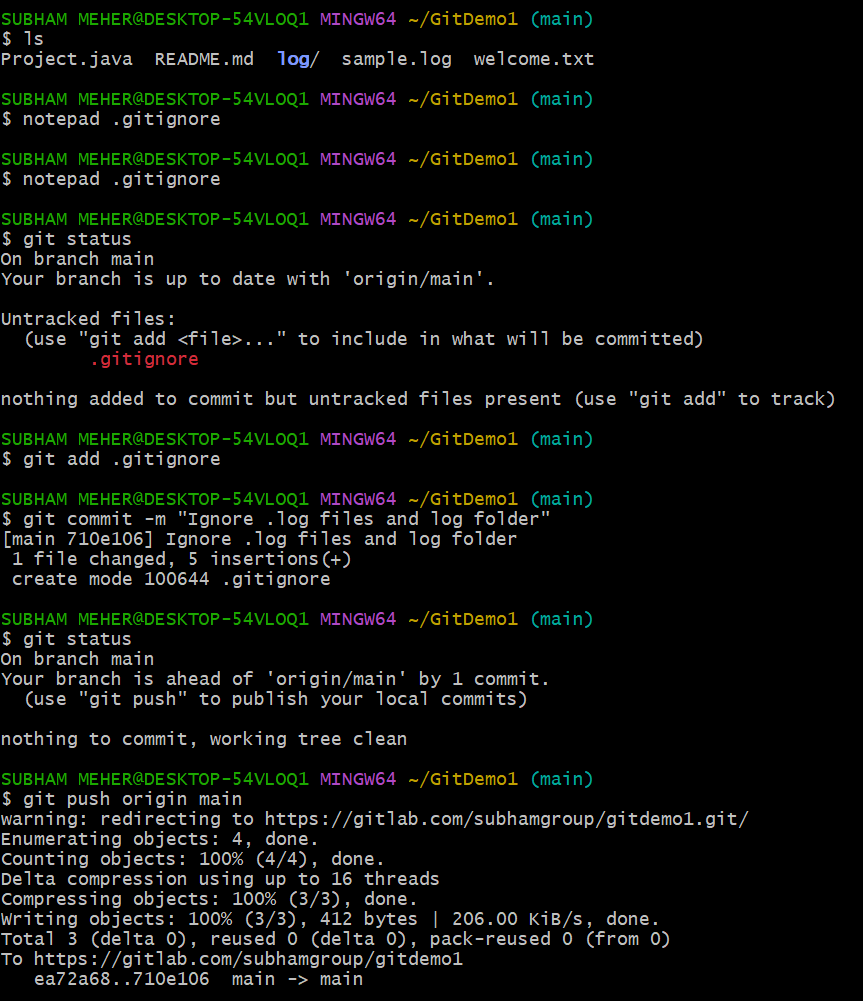 SUBHAM MEHER@DESKTOP-54VLOQ1 MINGW64 ~/GitDemo1 (main)
$ ls
Project.java  README.md  log/  sample.log  welcome.txt

SUBHAM MEHER@DESKTOP-54VLOQ1 MINGW64 ~/GitDemo1 (main)
$ notepad .gitignore

SUBHAM MEHER@DESKTOP-54VLOQ1 MINGW64 ~/GitDemo1 (main)
$ notepad .gitignore

SUBHAM MEHER@DESKTOP-54VLOQ1 MINGW64 ~/GitDemo1 (main)
$ git status
On branch main
Your branch is up to date with 'origin/main'.

Untracked files:
  (use "git add <file>..." to include in what will be committed)
        .gitignore

nothing added to commit but untracked files present (use "git add" to track)

SUBHAM MEHER@DESKTOP-54VLOQ1 MINGW64 ~/GitDemo1 (main)
$ git add .gitignore

SUBHAM MEHER@DESKTOP-54VLOQ1 MINGW64 ~/GitDemo1 (main)
$ git commit -m "Ignore .log files and log folder"
[main 710e106] Ignore .log files and log folder
 1 file changed, 5 insertions(+)
 create mode 100644 .gitignore

SUBHAM MEHER@DESKTOP-54VLOQ1 MINGW64 ~/GitDemo1 (main)
$ git status
On branch main
Your branch is ahead of 'origin/main' by 1 commit.
  (use "git push" to publish your local commits)

nothing to commit, working tree clean

SUBHAM MEHER@DESKTOP-54VLOQ1 MINGW64 ~/GitDemo1 (main)
$ git push origin main
warning: redirecting to https://gitlab.com/subhamgroup/gitdemo1.git/
Enumerating objects: 4, done.
Counting objects: 100% (4/4), done.
Delta compression using up to 16 threads
Compressing objects: 100% (3/3), done.
Writing objects: 100% (3/3), 412 bytes | 206.00 KiB/s, done.
Total 3 (delta 0), reused 0 (delta 0), pack-reused 0 (from 0)
To https://gitlab.com/subhamgroup/gitdemo1
   ea72a68..710e106  main -> main